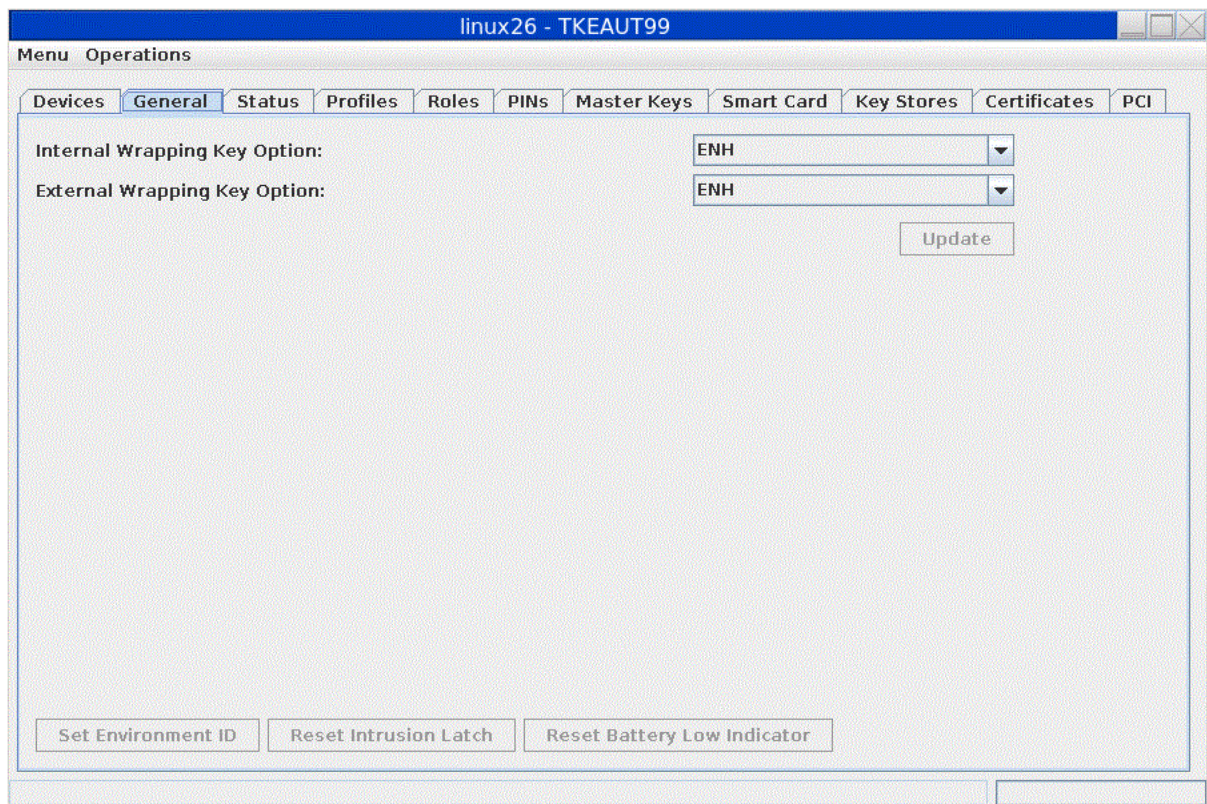 linux26 - TKEAUT99
Menu Operations
Devices General Status Profiles Roles PINs Master Keys Smart Card Key Stores Certificates PCI
Internal Wrapping Key Option: ENH
External Wrapping Key Option: ENH
Update
Set Environment ID Reset Intrusion Latch Reset Battery Low Indicator